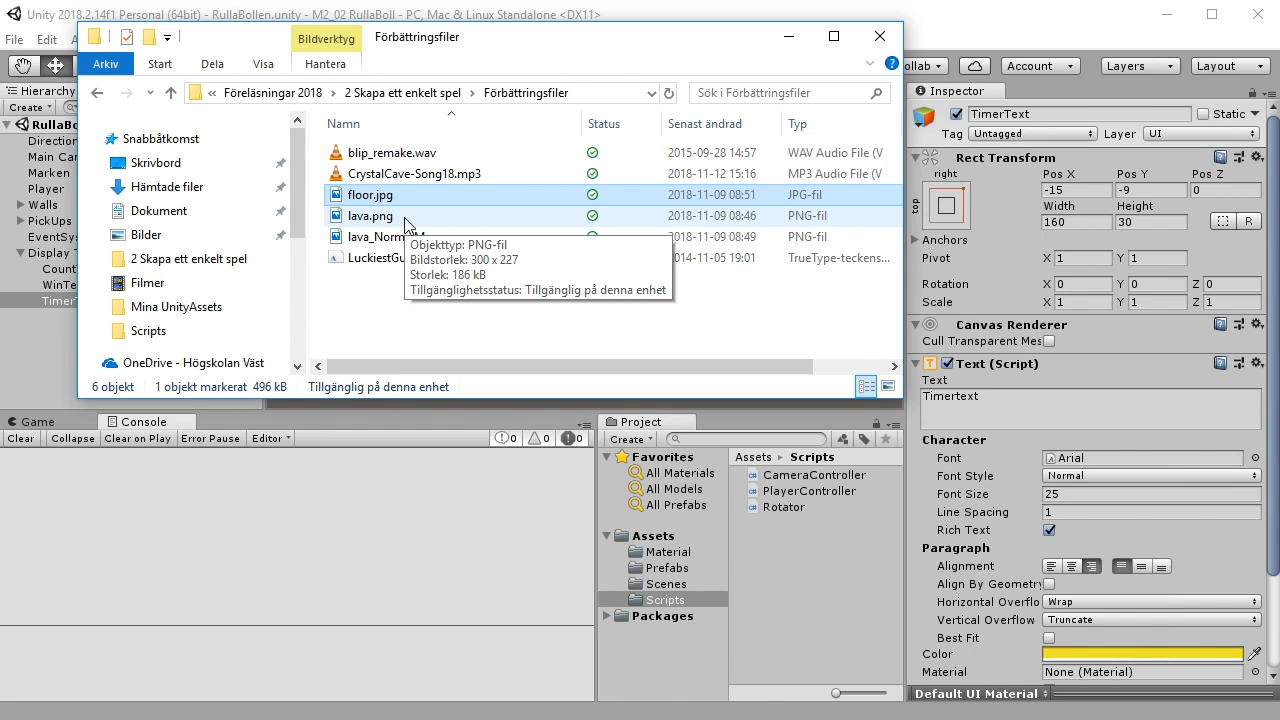 Unity 2018.2.14f1 Personal (64bit) - RullaBollen.unity - M2_02 RullaBoll - PC, Mac & Linux Standalone <DX11>
File Edit
Collab Account Layers Layout
Bildverktyg Förbättringsfiler
Arkiv Start Dela Visa Hantera
« Föreläsningar 2018 2 Skapa ett enkelt spel Förbättringsfiler
Sök i Förbättringsfiler
Snabbåtkomst
Skrivbord
Hämtade filer
Dokument
Bilder
2 Skapa ett enkelt spel
Filmer
Mina UnityAssets
Scripts
OneDrive - Högskolan Väst
Namn Status Senast ändrad Typ
blip_remake.wav 2015-09-28 14:57 WAV Audio File (V
CrystalCave-Song18.mp3 2018-11-12 15:16 MP3 Audio File (V
floor.jpg 2018-11-09 08:51 JPG-fil
lava.png 2018-11-09 08:46 PNG-fil
lava_Norm 2018-11-09 08:49 PNG-fil
LuckiestGu 2014-11-05 19:01 TrueType-teckens...
Objekttyp: PNG-fil
Bildstorlek: 300 x 227
Storlek: 186 kB
Tillgänglighetsstatus: Tillgänglig på denna enhet
6 objekt 1 objekt markerat 496 kB Tillgänglig på denna enhet
Hierarchy
Create
RullaBo
Direction
Main Car
Marken
Player
Walls
PickUps
EventSys
Display T
Count
WinTe
TimerT
Game Console
Clear Collapse Clear on Play Error Pause Editor 0 0 0
Project
Create
Favorites
All Materials
All Models
All Prefabs
Assets
Material
Prefabs
Scenes
Scripts
Packages
Assets Scripts
CameraController
PlayerController
Rotator
Inspector
TimerText Static
Tag Untagged Layer UI
Rect Transform
right
top
Pos X Pos Y Pos Z
-15 -9 0
Width Height
160 30
R
Anchors
Pivot X 1 Y 1
Rotation X 0 Y 0 Z 0
Scale X 1 Y 1 Z 1
Canvas Renderer
Cull Transparent Mes
Text (Script)
Text
Timertext
Character
Font Arial
Font Style Normal
Font Size 25
Line Spacing 1
Rich Text
Paragraph
Alignment
Align By Geometry
Horizontal Overflo Wrap
Vertical Overflow Truncate
Best Fit
Color
Material None (Material)
Default UI Material